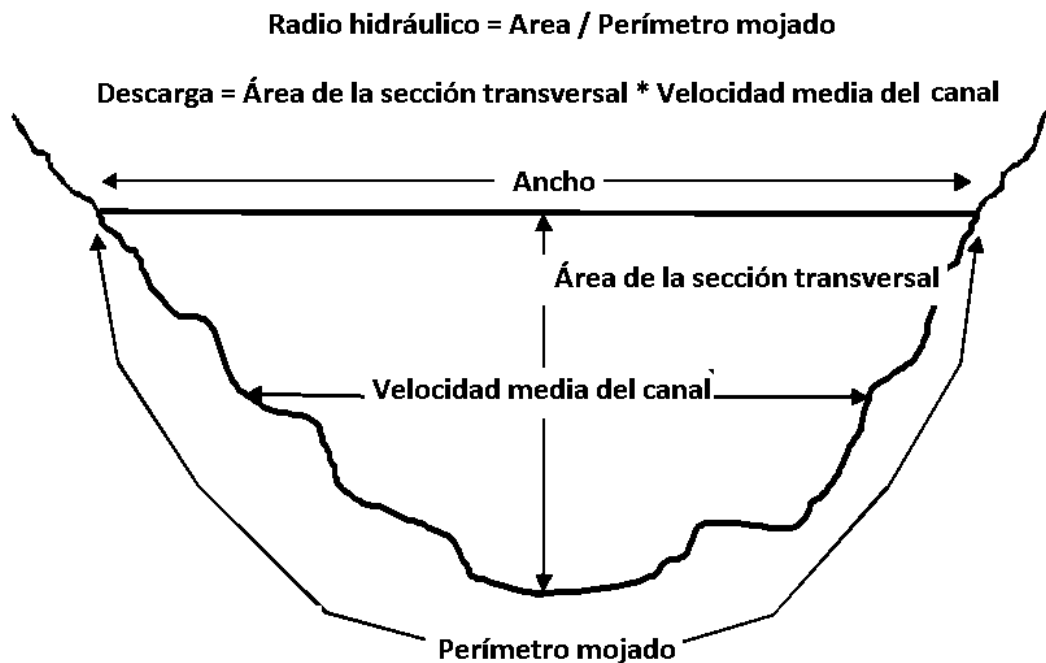 Radio hidráulico = Area / Perímetro mojado
Descarga = Área de la sección transversal * Velocidad media del canal
Ancho
Área de la sección transversal
Velocidad media del canal
Perímetro mojado